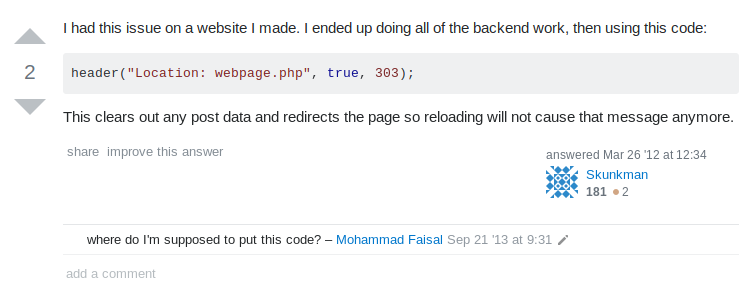 I had this issue on a website I made. I ended up doing all of the backend work, then using this code:
2
header("Location: webpage.php", true, 303);
This clears out any post data and redirects the page so reloading will not cause that message anymore.
share improve this answer
answered Mar 26 '12 at 12:34
Skunkman
181 ●2
where do I'm supposed to put this code? – Mohammad Faisal Sep 21 '13 at 9:31
add a comment